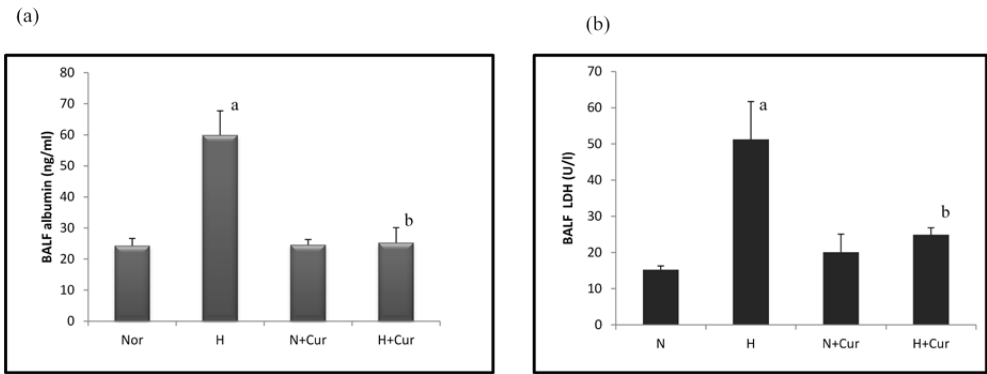 (a)
(b)
BALF albumin (ng/ml)
80
70
60
50
40
30
20
10
0
a
b
Nor H N+Cur H+Cur
BALF LDH (U/l)
70
60
50
40
30
20
10
0
a
b
N H N+Cur H+Cur